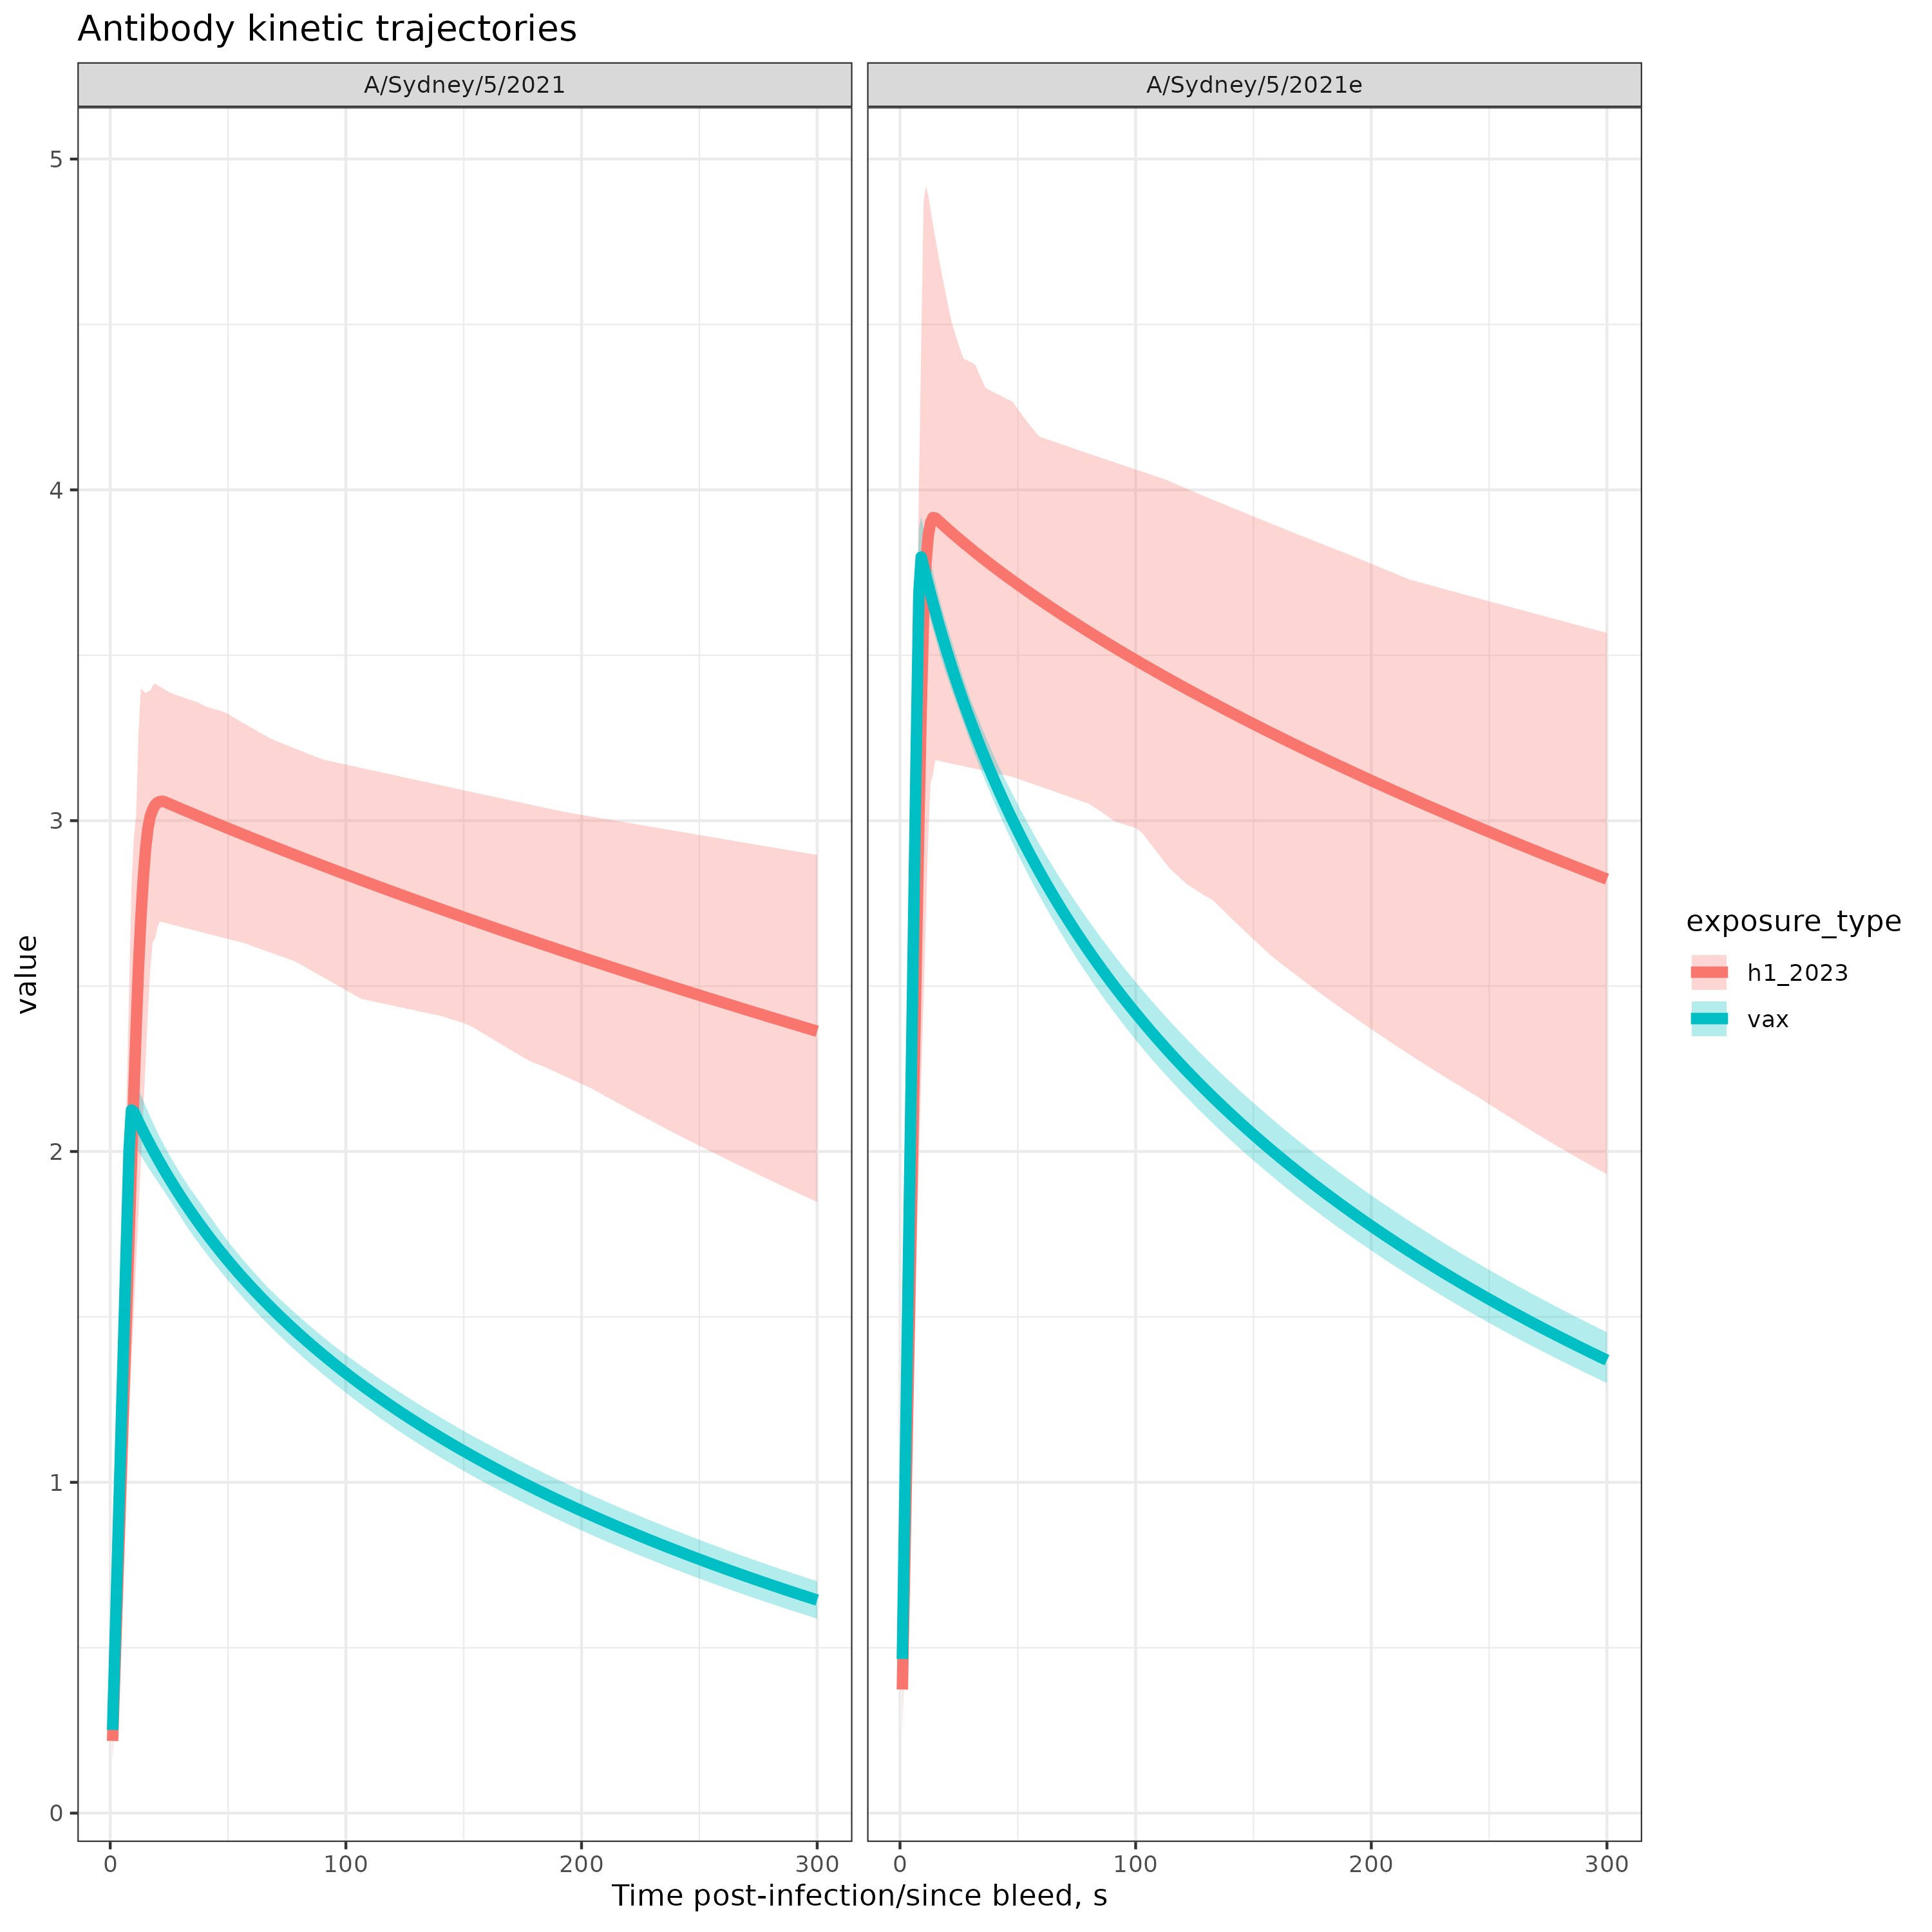 Antibody kinetic trajectories
A/Sydney/5/2021
A/Sydney/5/2021e
5
4
3
2
1
0
value
0 100 200 300
0 100 200 300
Time post-infection/since bleed, s
exposure_type
h1_2023
vax